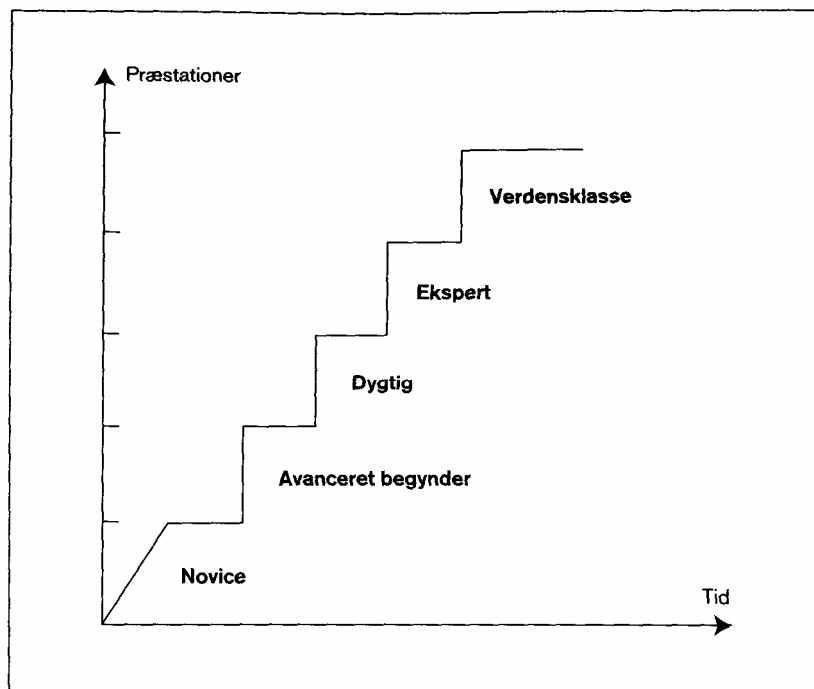 Præstationer
Verdensklasse
Ekspert
Dygtig
Avanceret begynder
Novice
Tid